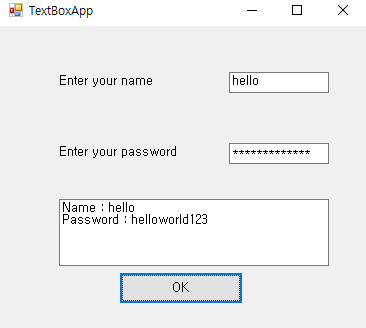 TextBoxApp
Enter your name hello
Enter your password *************
Name : hello
Password : helloworld123
OK